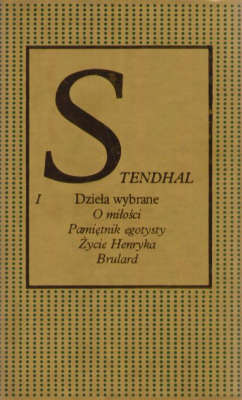 STENDHAL
I Dzieła wybrane
O miłości
Pamiętnik egotysty
Życie Henryka
Brulard